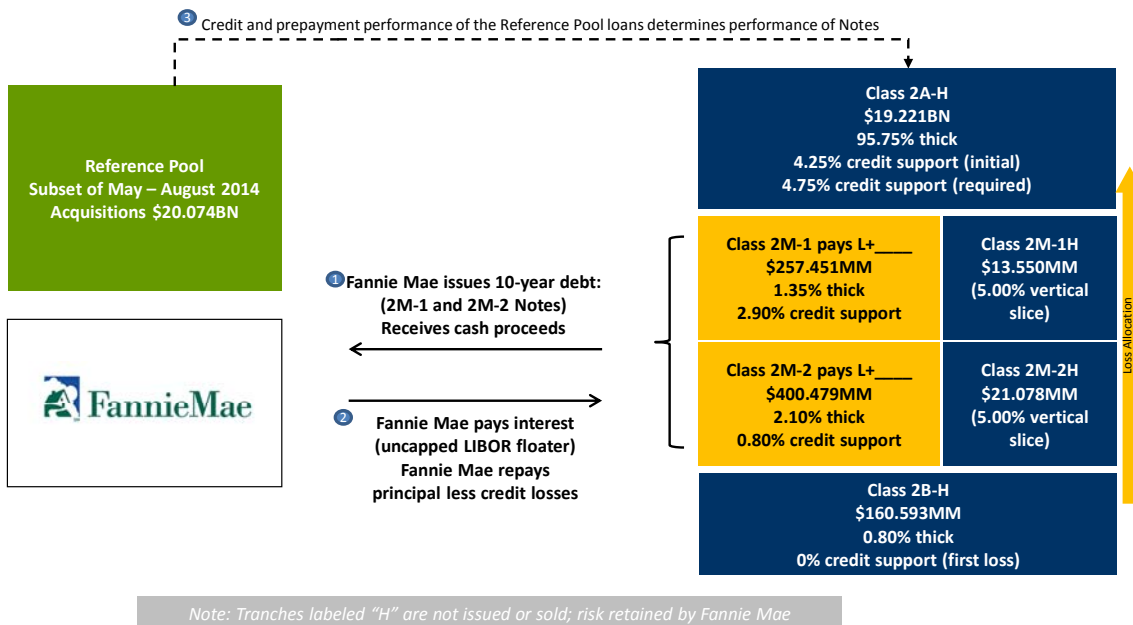 3 Credit and prepayment performance of the Reference Pool loans determines performance of Notes
Reference Pool
Subset of May – August 2014
Acquisitions $20.074BN
FannieMae
1 Fannie Mae issues 10-year debt:
(2M-1 and 2M-2 Notes)
Receives cash proceeds
2 Fannie Mae pays interest
(uncapped LIBOR floater)
Fannie Mae repays
principal less credit losses
Class 2A-H
$19.221BN
95.75% thick
4.25% credit support (initial)
4.75% credit support (required)
Class 2M-1 pays L+____
$257.451MM
1.35% thick
2.90% credit support
Class 2M-1H
$13.550MM
(5.00% vertical
slice)
Class 2M-2 pays L+____
$400.479MM
2.10% thick
0.80% credit support
Class 2M-2H
$21.078MM
(5.00% vertical
slice)
Class 2B-H
$160.593MM
0.80% thick
0% credit support (first loss)
Loss Allocation
Note: Tranches labeled “H” are not issued or sold; risk retained by Fannie Mae